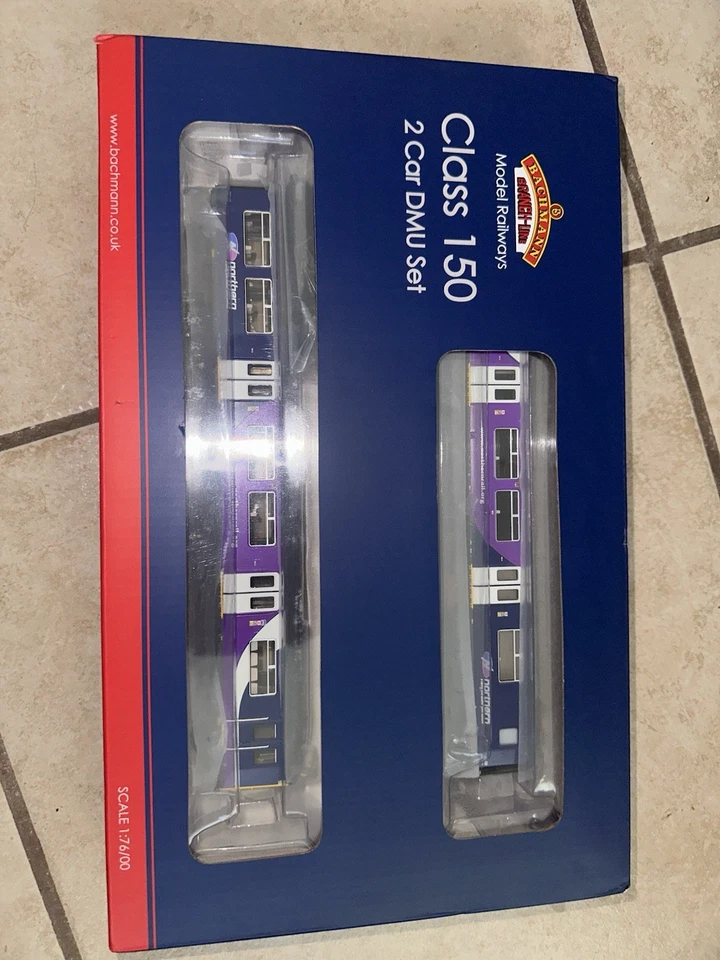 BACHMANN
BRANCH-LINE
Model Railways
Class 150
2 Car DMU Set
northern
northern
www.bachmann.co.uk
SCALE 1:76/00